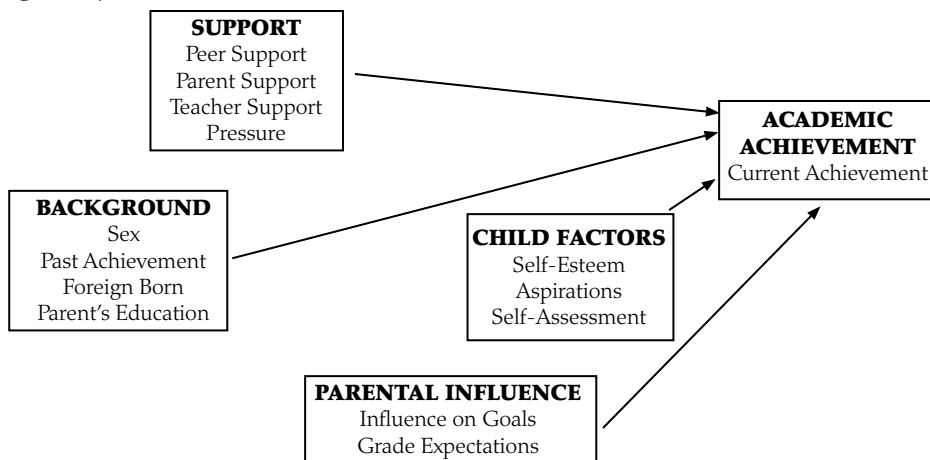 SUPPORT
Peer Support
Parent Support
Teacher Support
Pressure
ACADEMIC
ACHIEVEMENT
Current Achievement
BACKGROUND
Sex
Past Achievement
Foreign Born
Parent's Education
CHILD FACTORS
Self-Esteem
Aspirations
Self-Assessment
PARENTAL INFLUENCE
Influence on Goals
Grade Expectations